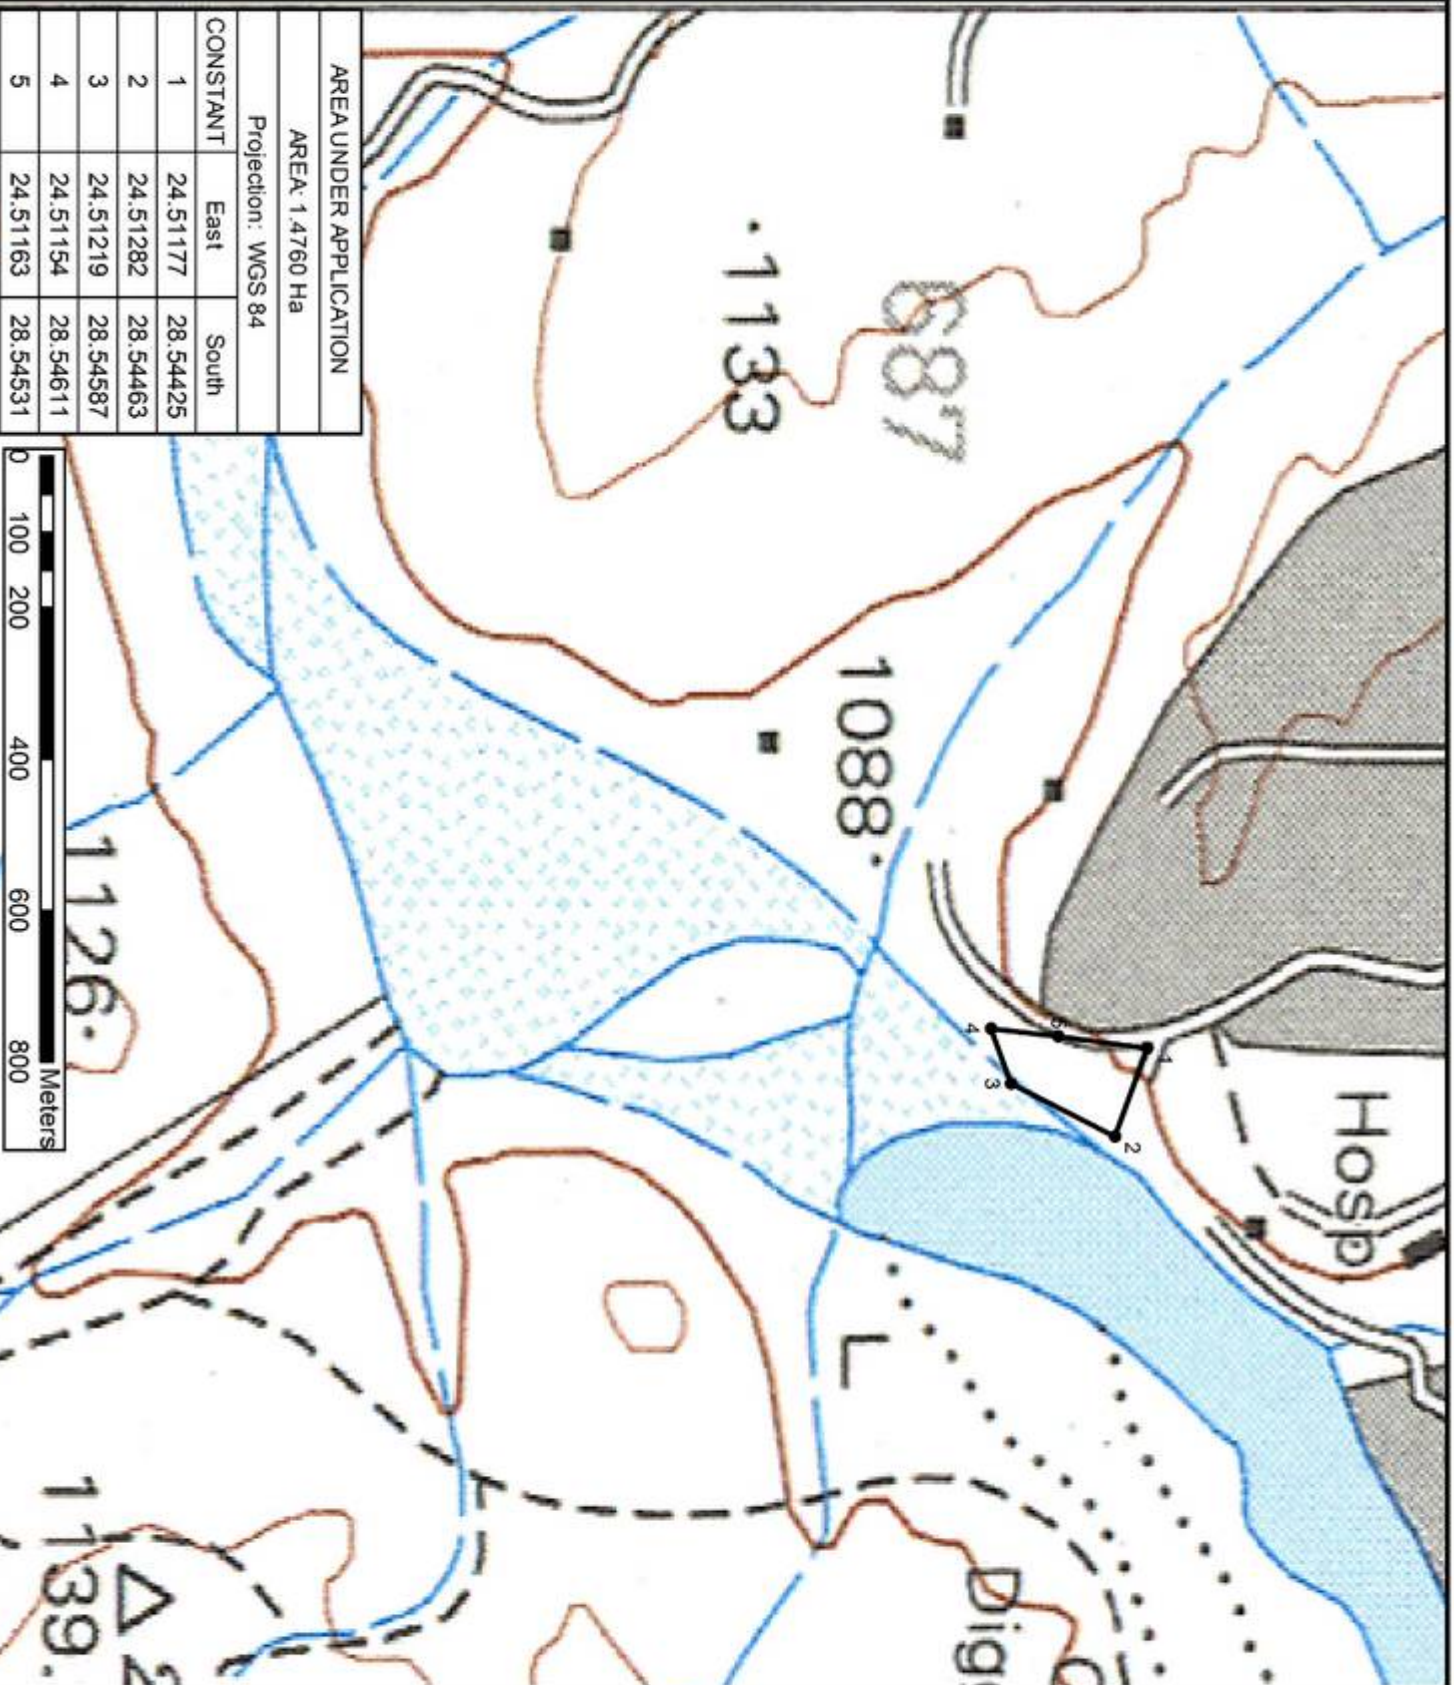 687
1133
1088
1126
Hosp
L
Digg
1139
2
1
2
3
4
5
AREA UNDER APPLICATION
AREA: 1.4760 Ha
Projection: WGS 84
CONSTANT East South
1 24.51177 28.54425
2 24.51282 28.54463
3 24.51219 28.54587
4 24.51154 28.54611
5 24.51163 28.54531
0 100 200 400 600 800
Meters